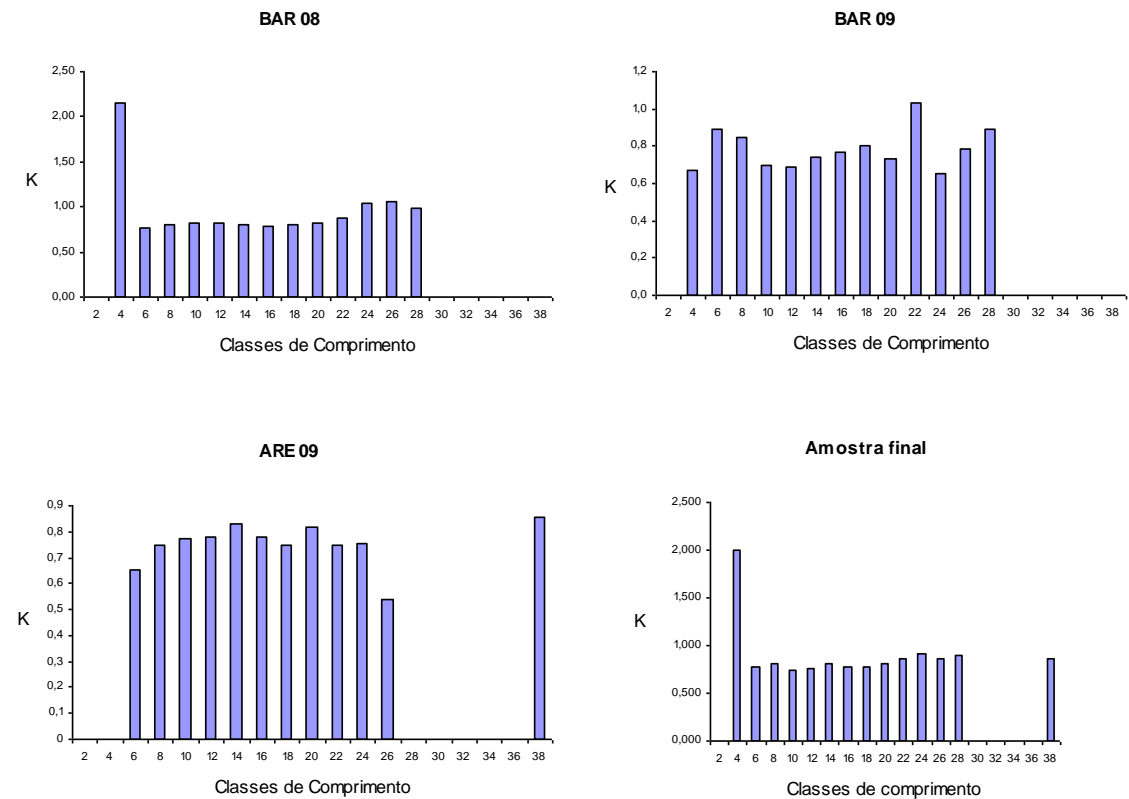 BAR 08
2,50
2,00
1,50
1,00
0,50
0,00
K
2 4 6 8 10 12 14 16 18 20 22 24 26 28 30 32 34 36 38
Classes de Comprimento
BAR 09
1,2
1,0
0,8
0,6
0,4
0,2
0,0
K
2 4 6 8 10 12 14 16 18 20 22 24 26 28 30 32 34 36 38
Classes de Comprimento
ARE 09
0,9
0,8
0,7
0,6
0,5
0,4
0,3
0,2
0,1
0
K
2 4 6 8 10 12 14 16 18 20 22 24 26 28 30 32 34 36 38
Classes de Comprimento
Amostra final
2,500
2,000
1,500
1,000
0,500
0,000
K
2 4 6 8 10 12 14 16 18 20 22 24 26 28 30 32 34 36 38
Classes de comprimento